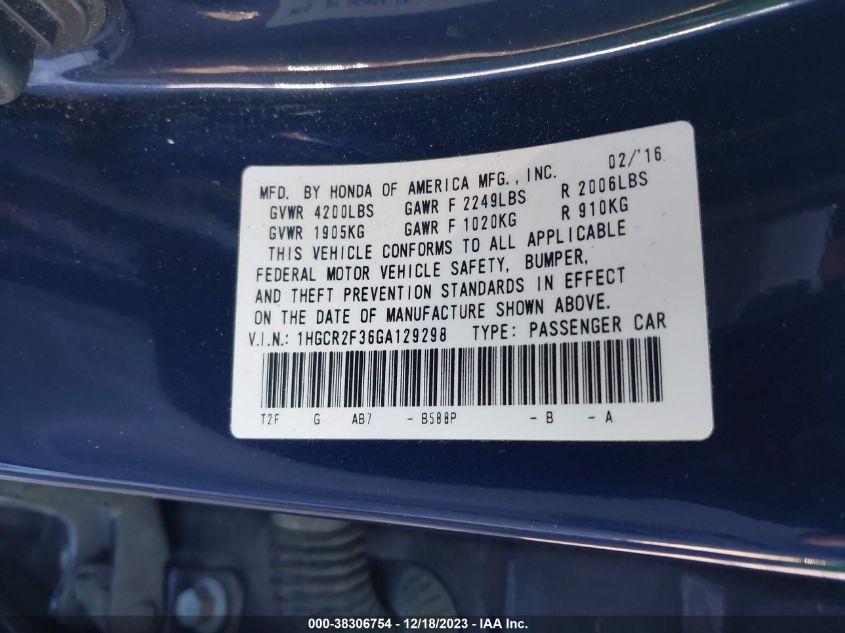 02/'16
MFD. BY HONDA OF AMERICA MFG., INC.
GVWR 4200LBS GAWR F 2249LBS R 2006LBS
GVWR 1905KG GAWR F 1020KG R 910KG
THIS VEHICLE CONFORMS TO ALL APPLICABLE
FEDERAL MOTOR VEHICLE SAFETY, BUMPER,
AND THEFT PREVENTION STANDARDS IN EFFECT
ON THE DATE OF MANUFACTURE SHOWN ABOVE.
V.I.N.: 1HGCR2F36GA129298 TYPE: PASSENGER CAR
T2F G AB7 - B588P - B - A
000-38306754 - 12/18/2023 - IAA Inc.